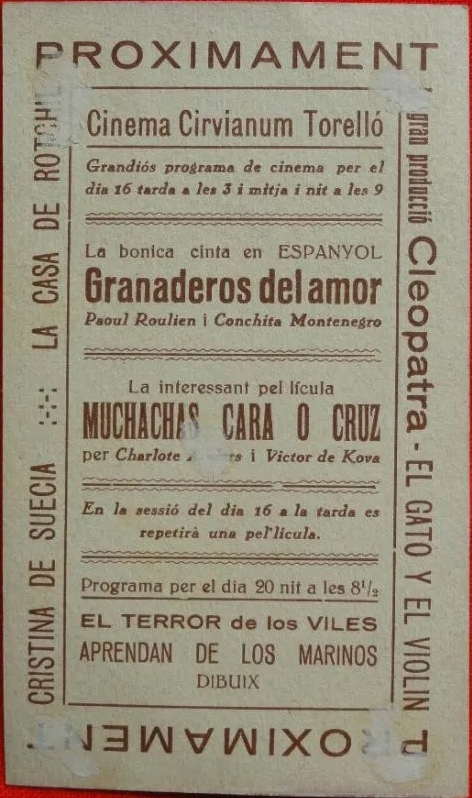 PROXIMAMENT
Cinema Cirvianum Torelló
Grandiós programa de cinema per el
dia 16 tarda a les 3 i mitja i nit a les 9
La bonica cinta en ESPANYOL
Granaderos del amor
Paoul Roulien i Conchita Montenegro
La interessant pel lícula
MUCHACHAS CARA O CRUZ
per Charlote i Victor de Kova
En la sessió del dia 16 a la tarda es
repetirà una pel'lícula.
Programa per el dia 20 nit a les 8½
EL TERROR de los VILES
APRENDAN DE LOS MARINOS
DIBUIX
CRISTINA DE SUECIA :-:-: LA CASA DE ROTCHIL
gran producció Cleopatra - EL GATO Y EL VIOLIN
PROXIMAMENT